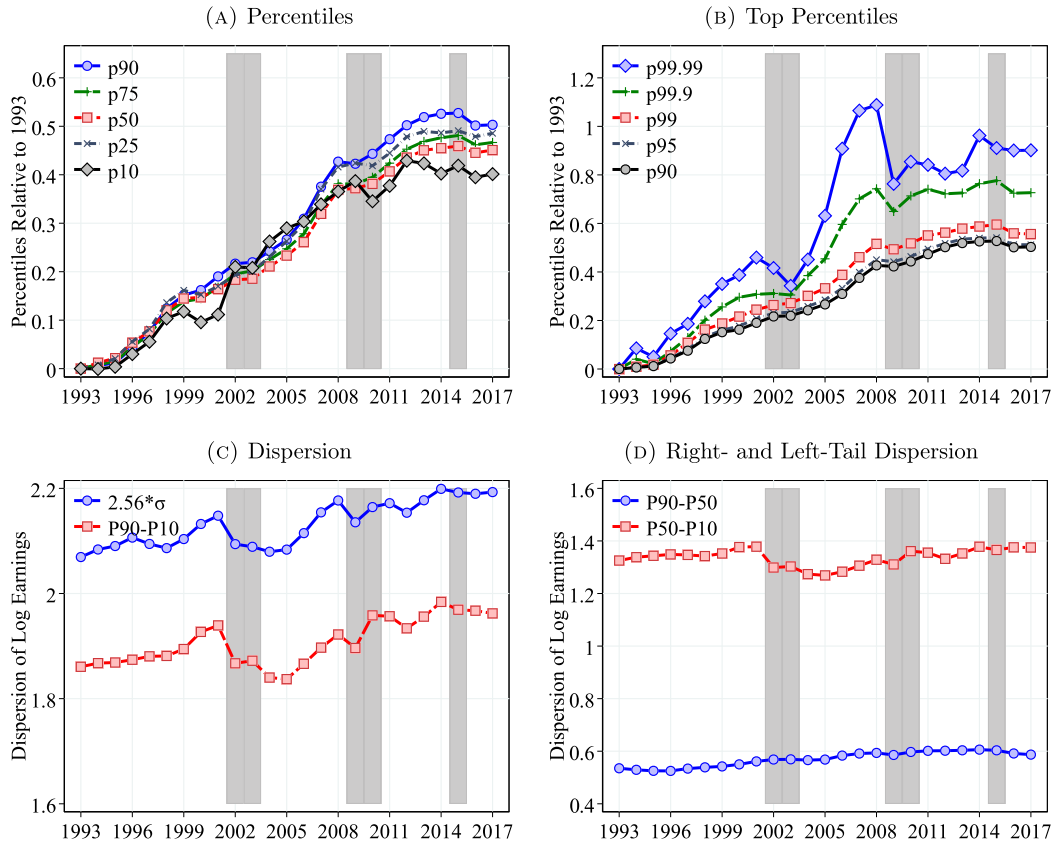 (A) Percentiles
Percentiles Relative to 1993
0.6
0.5
0.4
0.3
0.2
0.1
0
p90
p75
p50
p25
p10
1993 1996 1999 2002 2005 2008 2011 2014 2017
(B) Top Percentiles
Percentiles Relative to 1993
1.2
1
0.8
0.6
0.4
0.2
0
p99.99
p99.9
p99
p95
p90
1993 1996 1999 2002 2005 2008 2011 2014 2017
(C) Dispersion
Dispersion of Log Earnings
2.2
2
1.8
1.6
2.56*σ
P90-P10
1993 1996 1999 2002 2005 2008 2011 2014 2017
(D) Right- and Left-Tail Dispersion
Dispersion of Log Earnings
1.6
1.4
1.2
1
0.8
0.6
0.4
P90-P50
P50-P10
1993 1996 1999 2002 2005 2008 2011 2014 2017